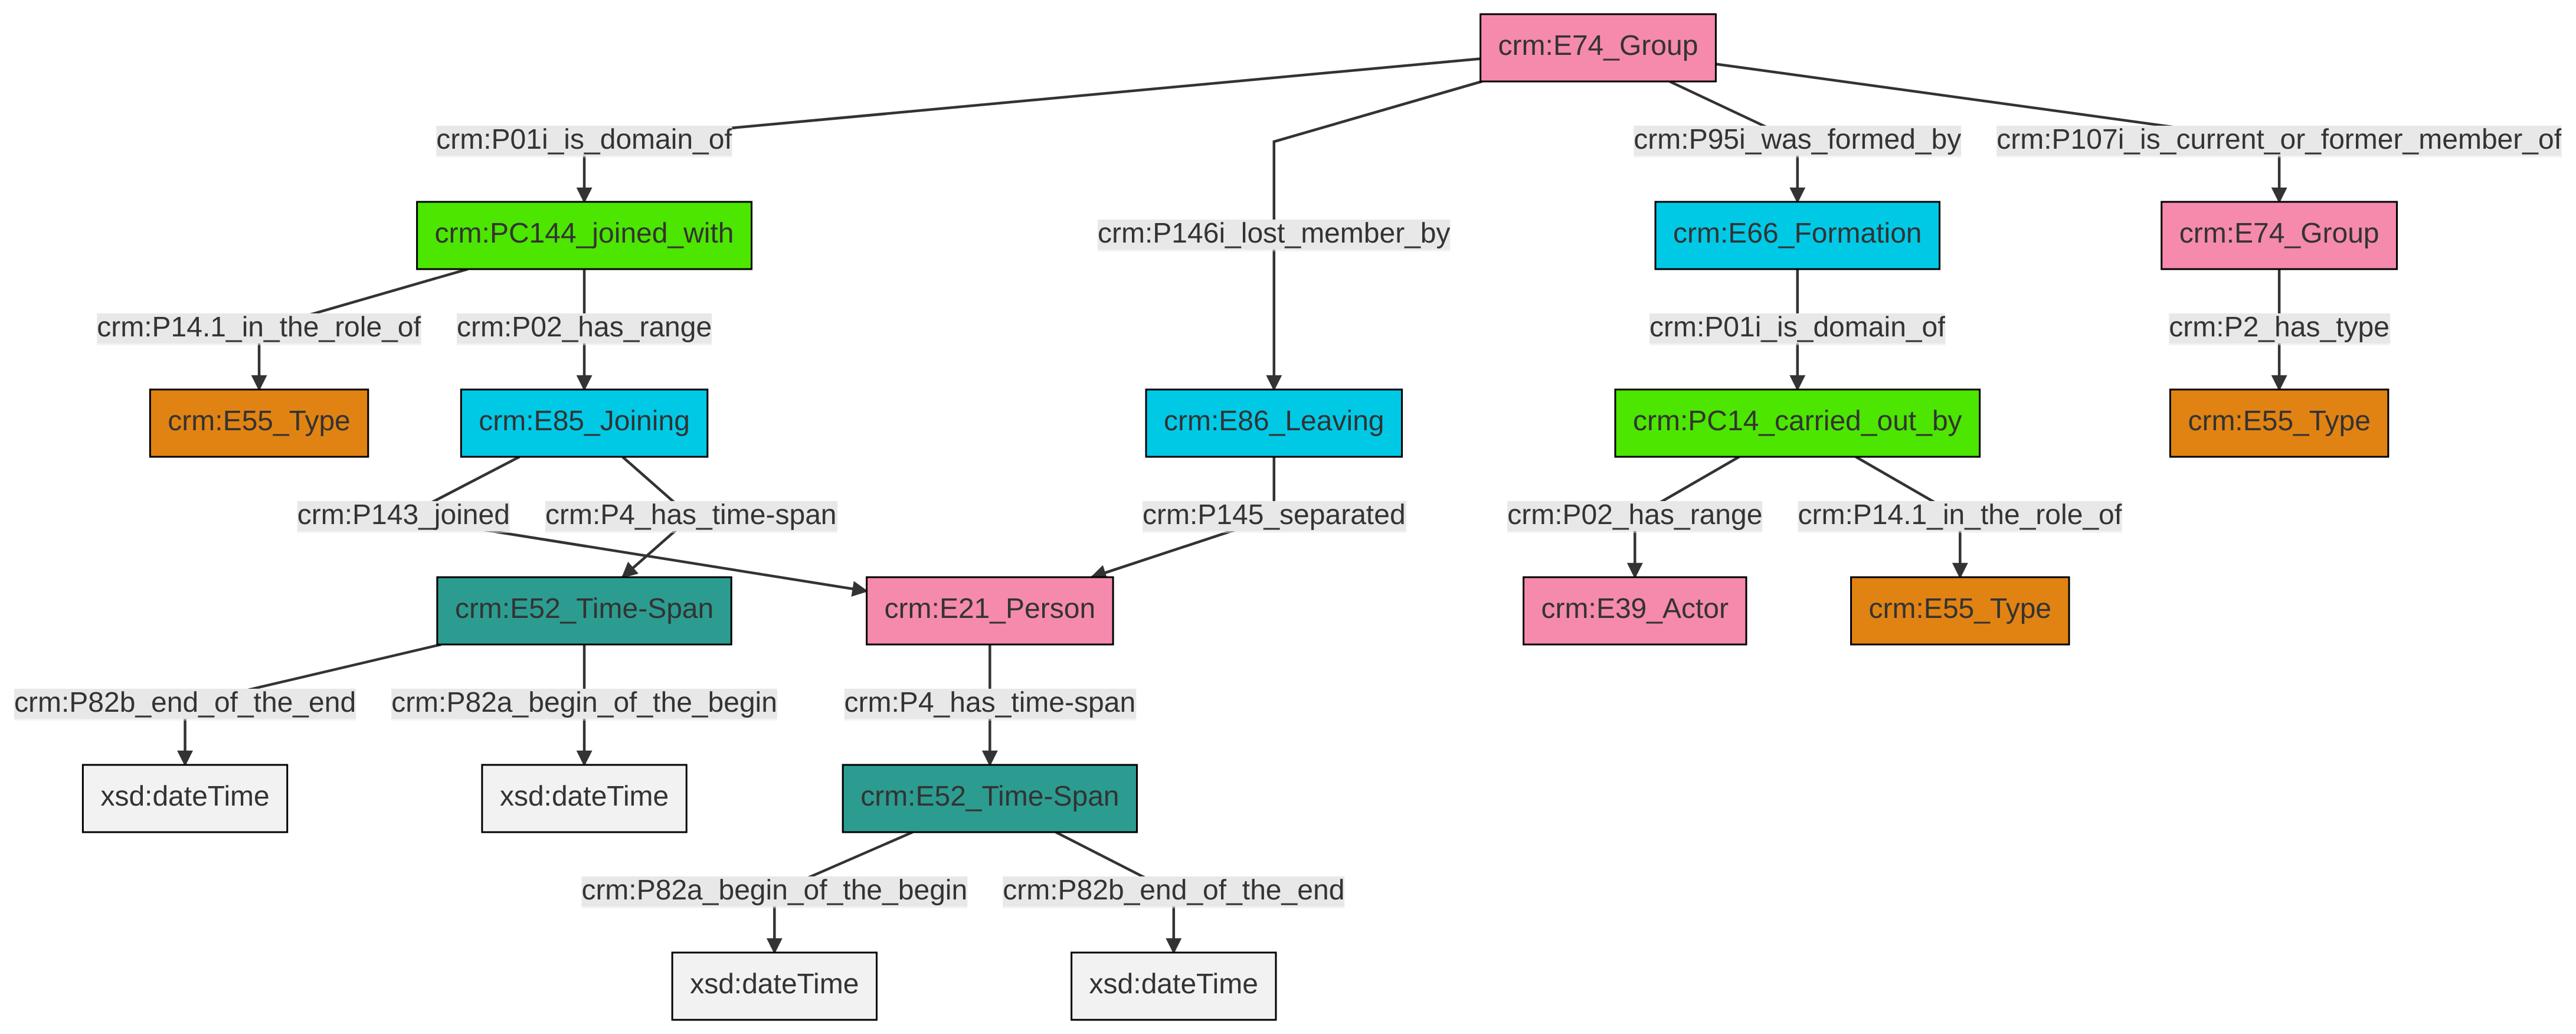 crm:E74_Group
crm:P01i_is_domain_of
crm:P95i_was_formed_by
crm:P107i_is_current_or_former_member_of
crm:PC144_joined_with
crm:P146i_lost_member_by
crm:E66_Formation
crm:E74_Group
crm:P14.1_in_the_role_of
crm:P02_has_range
crm:P01i_is_domain_of
crm:P2_has_type
crm:E55_Type
crm:E85_Joining
crm:E86_Leaving
crm:PC14_carried_out_by
crm:E55_Type
crm:P143_joined
crm:P4_has_time-span
crm:P145_separated
crm:P02_has_range
crm:P14.1_in_the_role_of
crm:E52_Time-Span
crm:E21_Person
crm:E39_Actor
crm:E55_Type
crm:P82b_end_of_the_end
crm:P82a_begin_of_the_begin
crm:P4_has_time-span
xsd:dateTime
xsd:dateTime
crm:E52_Time-Span
crm:P82a_begin_of_the_begin
crm:P82b_end_of_the_end
xsd:dateTime
xsd:dateTime